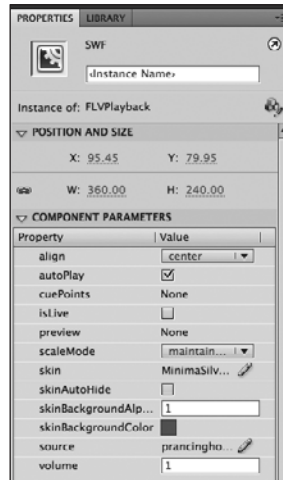 PROPERTIES LIBRARY
SWF
<Instance Name>
Instance of: FLVPlayback
POSITION AND SIZE
X: 95.45 Y: 79.95
W: 360.00 H: 240.00
COMPONENT PARAMETERS
Property Value
align center
autoPlay
cuePoints None
isLive
preview None
scaleMode maintain...
skin MinimaSilv...
skinAutoHide
skinBackgroundAlp... 1
skinBackgroundColor
source prancingho...
volume 1